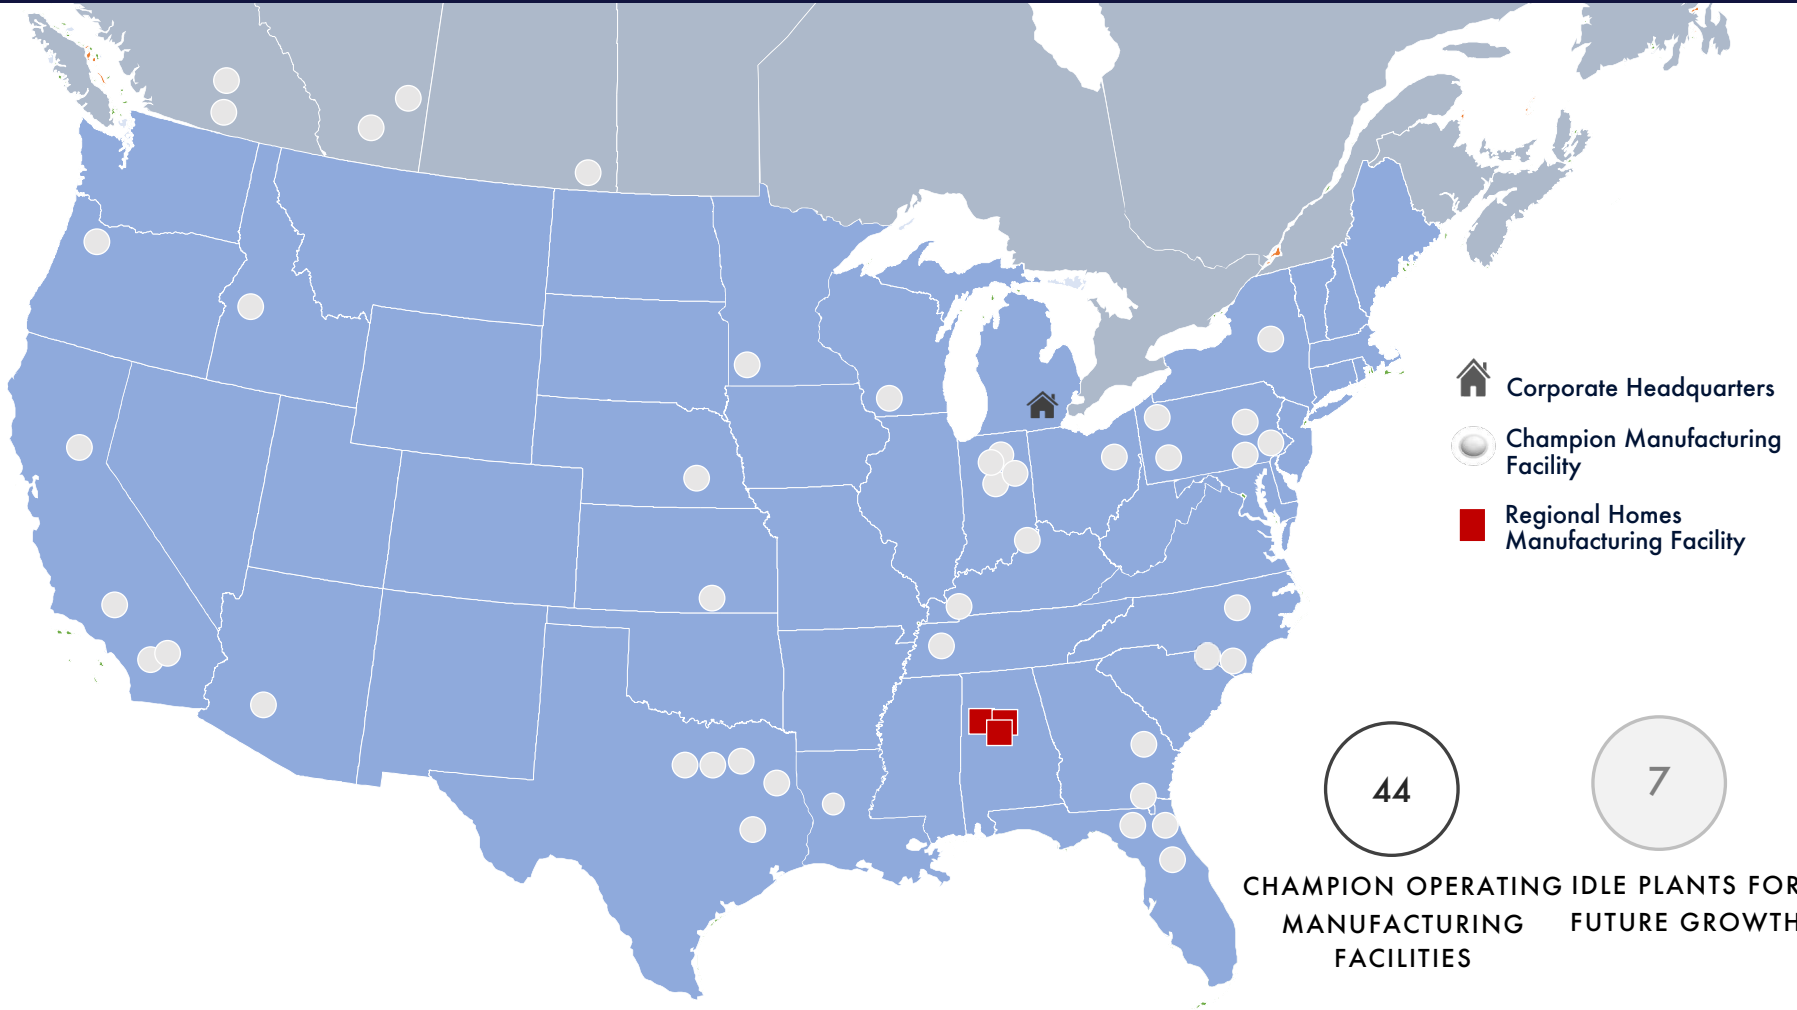 Corporate Headquarters
Champion Manufacturing
Facility
Regional Homes
Manufacturing Facility
44
7
CHAMPION OPERATING
MANUFACTURING
FACILITIES
IDLE PLANTS FOR
FUTURE GROWTH